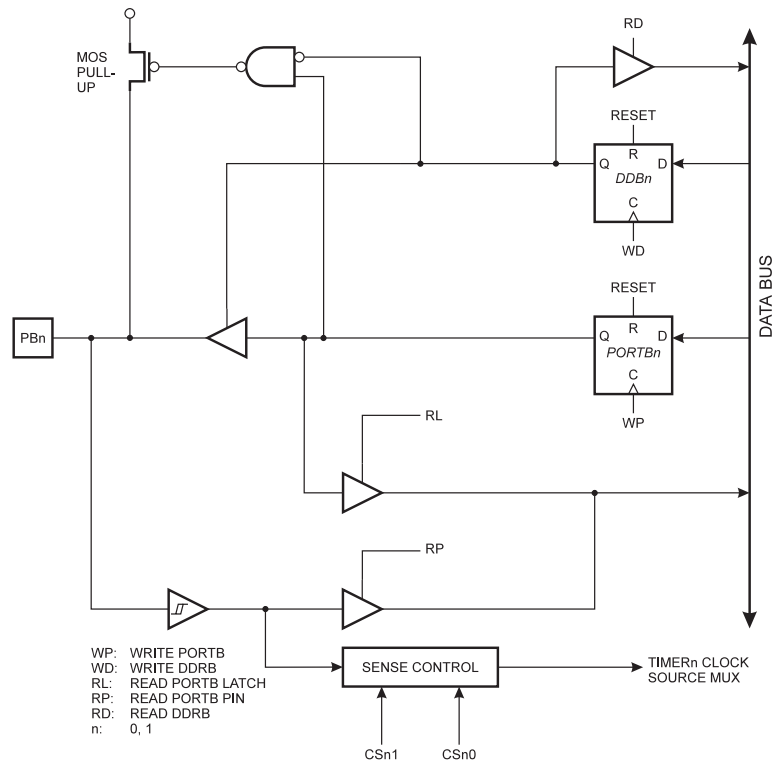 RD
MOS
PULL-
UP
RESET
R
Q
D
DDBn
C
WD
RESET
DATA BUS
R
PBn
Q
D
PORTBn
C
WP
RL
RP
WP: WRITE PORTB
WD: WRITE DDRB
RL: READ PORTB LATCH
RP: READ PORTB PIN
RD: READ DDRB
n: 0, 1
SENSE CONTROL
TIMERn CLOCK
SOURCE MUX
CSn1
CSn0